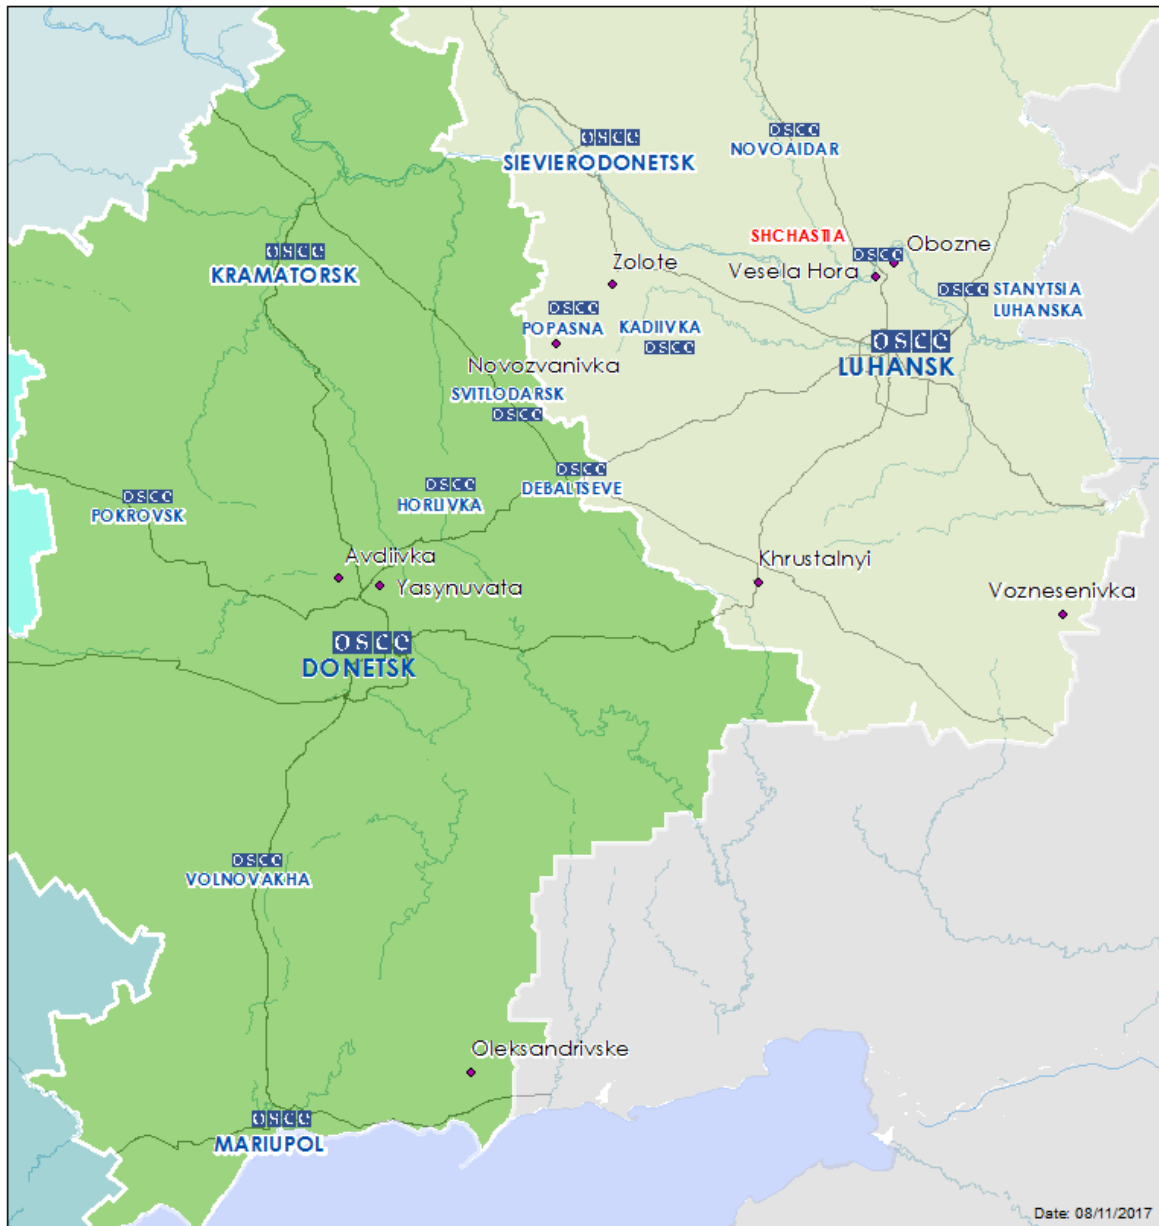 OSCE
SIEVIERODONETSK
OSCE
NOVOAIDAR
SHCHASTIA
OSCE
Obozne
Vesela Hora
OSCE
KRAMATORSK
Zolote
OSCE
STANYTSIA
LUHANSKA
OSCE
POPASNA
KADIIVKA
OSCE
Novozvanivka
OSCE
LUHANSK
SVITLODARSK
OSCE
OSCE
DEBALTSEVE
OSCE
HORLIVKA
OSCE
POKROVSK
Avdiivka
Yasynuvata
Khrustalnyi
Voznesenivka
OSCE
DONETSK
OSCE
VOLNOVAKHA
Oleksandrivske
OSCE
MARIUPOL
Date: 08/11/2017